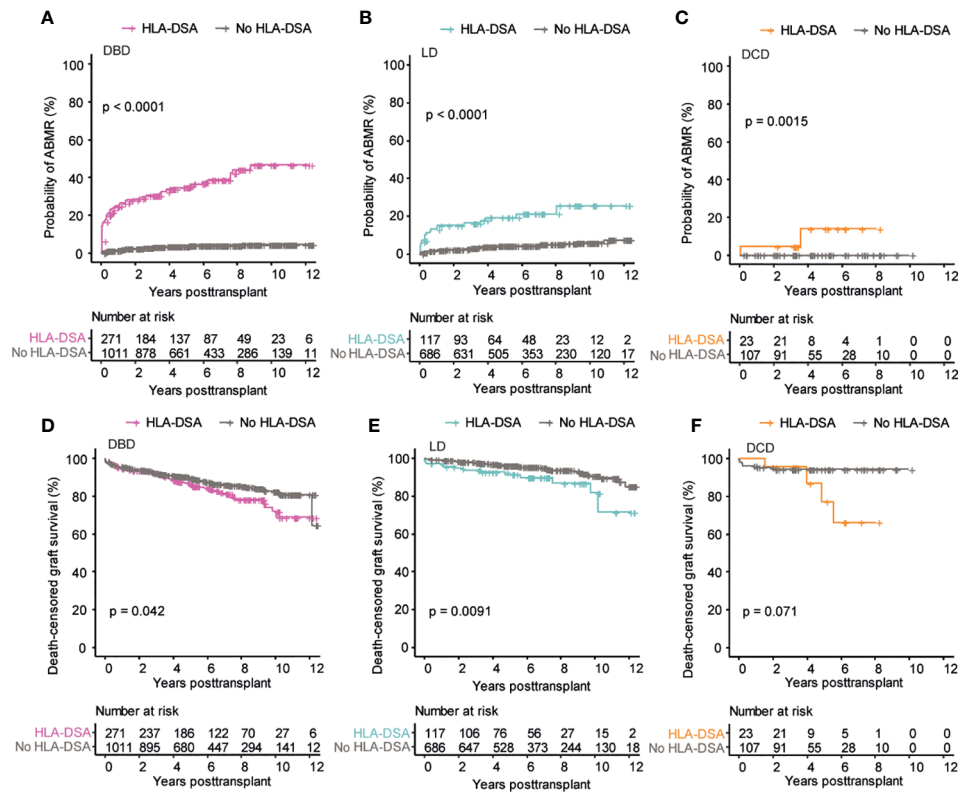 A
HLA-DSA No HLA-DSA
DBD
100
80
60
40
20
0
p < 0.0001
Probability of ABMR (%)
0 2 4 6 8 10 12
Years posttransplant
Number at risk
HLA-DSA 271 184 137 87 49 23 6
No HLA-DSA 1011 878 661 433 286 139 11
0 2 4 6 8 10 12
Years posttransplant
B
HLA-DSA No HLA-DSA
LD
100
80
60
40
20
0
p < 0.0001
Probability of ABMR (%)
0 2 4 6 8 10 12
Years posttransplant
Number at risk
HLA-DSA 117 93 64 48 23 12 2
No HLA-DSA 686 631 505 353 230 120 17
0 2 4 6 8 10 12
Years posttransplant
C
HLA-DSA No HLA-DSA
DCD
100
80
60
40
20
0
p = 0.0015
Probability of ABMR (%)
0 2 4 6 8 10 12
Years posttransplant
Number at risk
HLA-DSA 23 21 8 4 1 0 0
No HLA-DSA 107 91 55 28 10 0 0
0 2 4 6 8 10 12
Years posttransplant
D
HLA-DSA No HLA-DSA
DBD
100
80
60
40
20
0
p = 0.042
Death-censored graft survival (%)
0 2 4 6 8 10 12
Years posttransplant
Number at risk
HLA-DSA 271 237 186 122 70 27 6
No HLA-DSA 1011 895 680 447 294 141 12
0 2 4 6 8 10 12
Years posttransplant
E
HLA-DSA No HLA-DSA
LD
100
80
60
40
20
0
p = 0.0091
Death-censored graft survival (%)
0 2 4 6 8 10 12
Years posttransplant
Number at risk
HLA-DSA 117 106 76 56 27 15 2
No HLA-DSA 686 647 528 373 244 130 18
0 2 4 6 8 10 12
Years posttransplant
F
HLA-DSA No HLA-DSA
DCD
100
80
60
40
20
0
p = 0.071
Death-censored graft survival (%)
0 2 4 6 8 10 12
Years posttransplant
Number at risk
HLA-DSA 23 21 9 5 1 0 0
No HLA-DSA 107 91 55 28 10 0 0
0 2 4 6 8 10 12
Years posttransplant